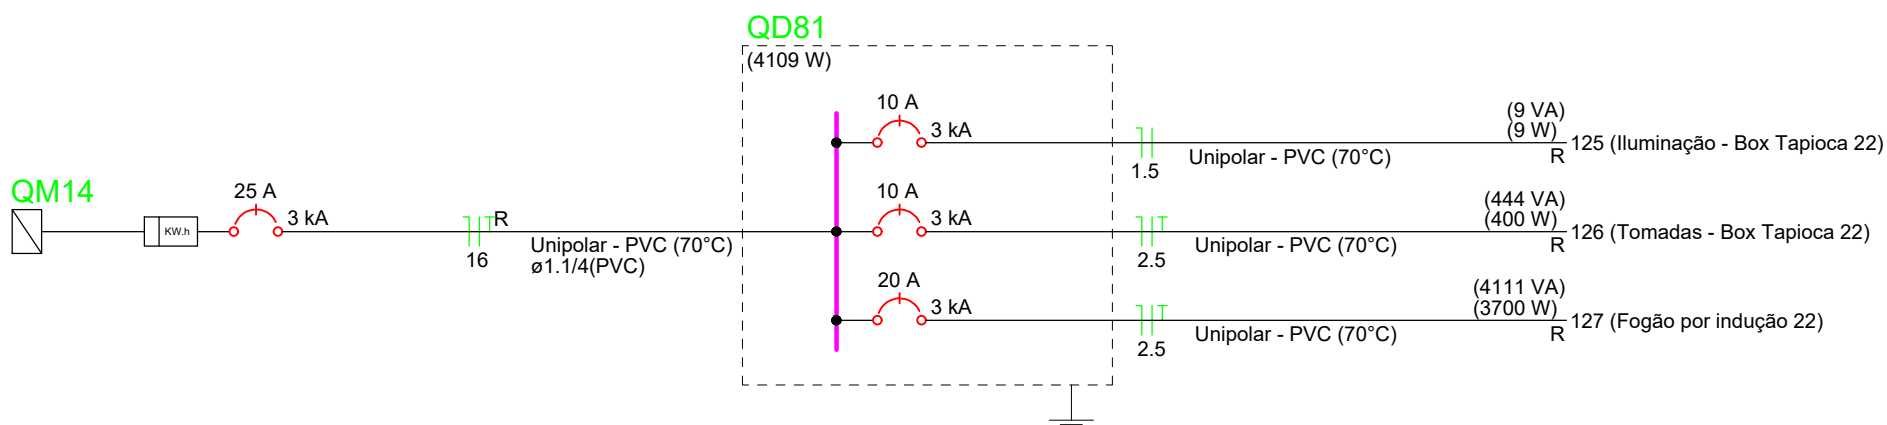 QD81
(4109 W)
10 A
3 kA
(9 VA)
(9 W)
125 (Iluminação - Box Tapioca 22)
R
Unipolar - PVC (70°C)
1.5
QM14
KW.h
25 A
3 kA
R
16
Unipolar - PVC (70°C)
ø1.1/4(PVC)
10 A
3 kA
(444 VA)
(400 W)
126 (Tomadas - Box Tapioca 22)
R
Unipolar - PVC (70°C)
2.5
20 A
3 kA
(4111 VA)
(3700 W)
127 (Fogão por indução 22)
R
Unipolar - PVC (70°C)
2.5